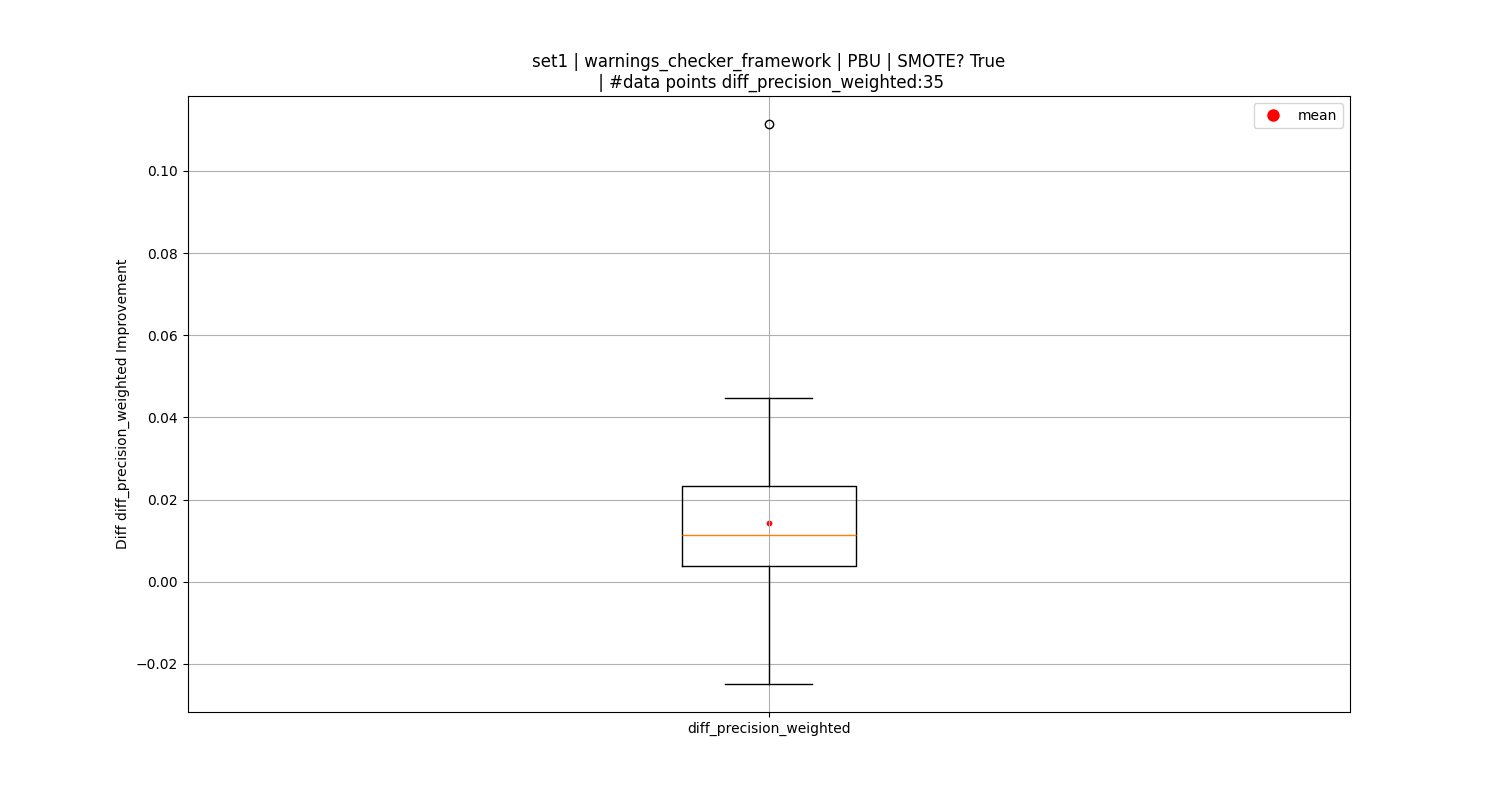 set1 | warnings_checker_framework | PBU | SMOTE? True
| #data points diff_precision_weighted:35
mean
0.10
0.08
0.06
0.04
0.02
0.00
−0.02
Diff diff_precision_weighted Improvement
diff_precision_weighted